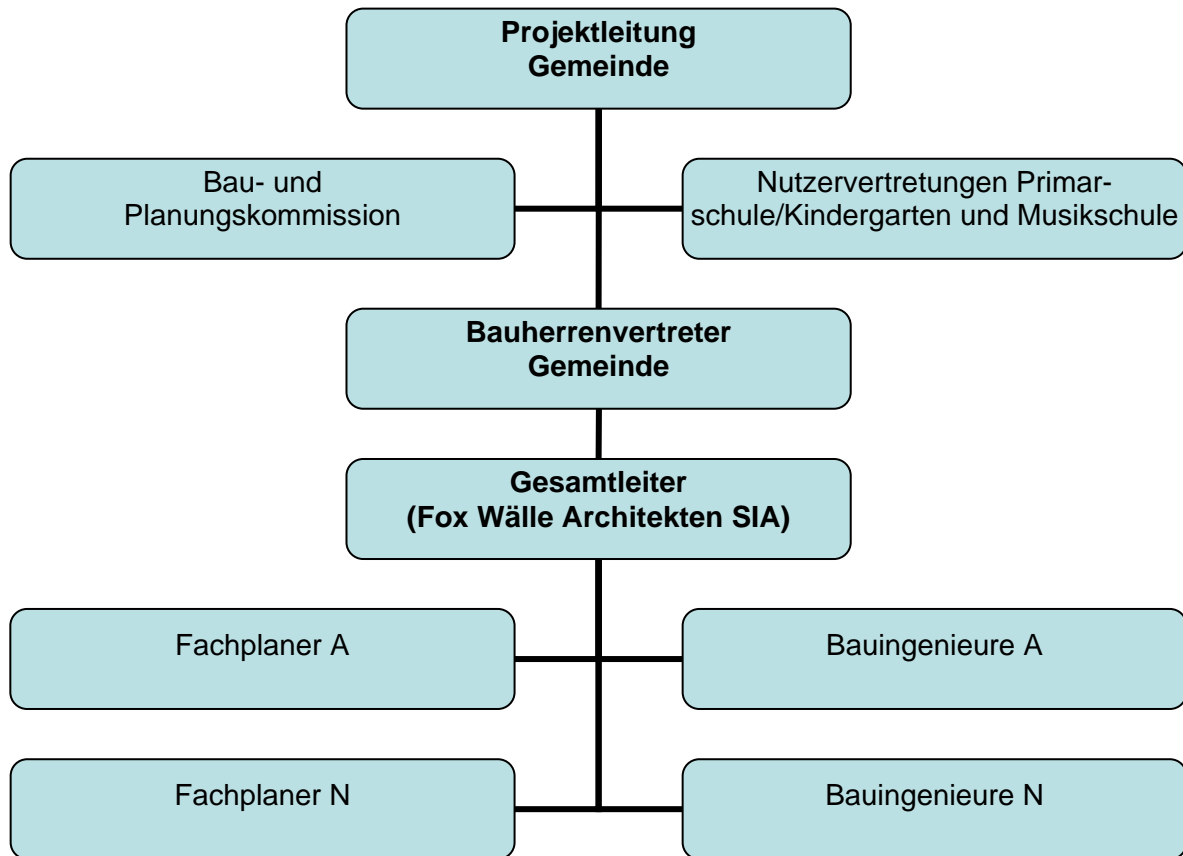 Projektleitung
Gemeinde
Bau- und
Planungskommission
Nutzervertretungen Primar-
schule/Kindergarten und Musikschule
Bauherrenvertreter
Gemeinde
Gesamtleiter
(Fox Wälle Architekten SIA)
Fachplaner A
Bauingenieure A
Fachplaner N
Bauingenieure N